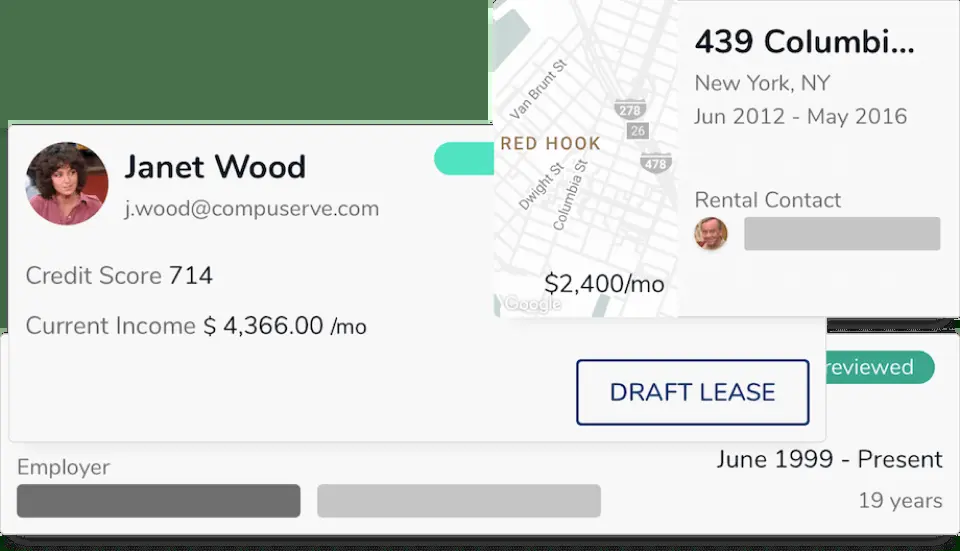 439 Columbi...
New York, NY
Jun 2012 - May 2016
Rental Contact
Van Brunt St
278
26
RED HOOK
478
Dwight St
Columbia St
$2,400/mo
Google
Janet Wood
j.wood@compuserve.com
Credit Score 714
Current Income $ 4,366.00 /mo
DRAFT LEASE
reviewed
Employer
June 1999 - Present
19 years